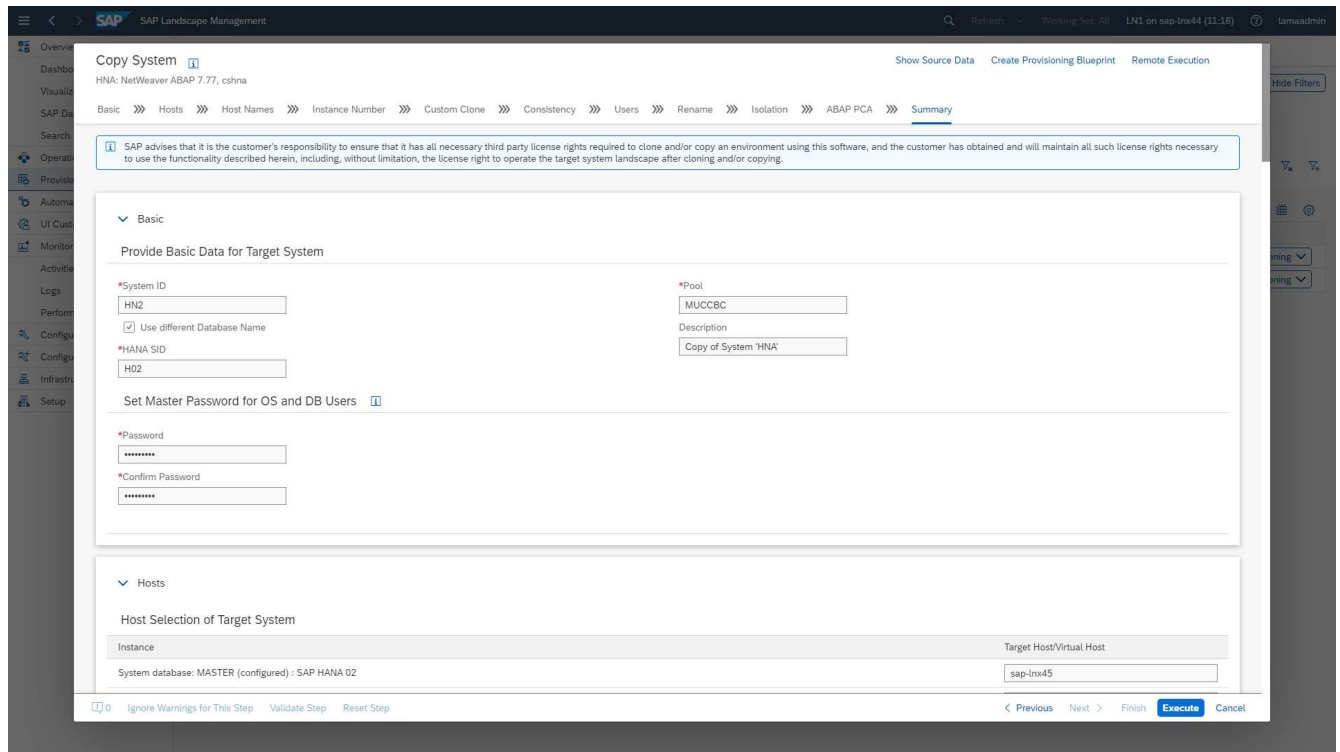 SAP
SAP Landscape Management
Refresh
Working Set: All
LN1 on sap-lnx44 (11:16)
lamaadmin
Overvie
Dashbo
Visualiz
SAP Da
Search
Operati
Provisio
Automa
UI Cust
Monitor
Activitie
Logs
Perform
Configu
Configu
Infrastru
Setup
Hide Filters
oning
oning
Copy System
HNA: NetWeaver ABAP 7.77, cshna
Show Source Data
Create Provisioning Blueprint
Remote Execution
Basic
Hosts
Host Names
Instance Number
Custom Clone
Consistency
Users
Rename
Isolation
ABAP PCA
Summary
SAP advises that it is the customer's responsibility to ensure that it has all necessary third party license rights required to clone and/or copy an environment using this software, and the customer has obtained and will maintain all such license rights necessary
to use the functionality described herein, including, without limitation, the license right to operate the target system landscape after cloning and/or copying.
Basic
Provide Basic Data for Target System
*System ID
HN2
Use different Database Name
*HANA SID
H02
*Pool
MUCCBC
Description
Copy of System 'HNA'
Set Master Password for OS and DB Users
*Password
•••••••••
*Confirm Password
•••••••••
Hosts
Host Selection of Target System
Instance
Target Host/Virtual Host
System database: MASTER (configured) : SAP HANA 02
sap-lnx45
0
Ignore Warnings for This Step
Validate Step
Reset Step
< Previous
Next >
Finish
Execute
Cancel